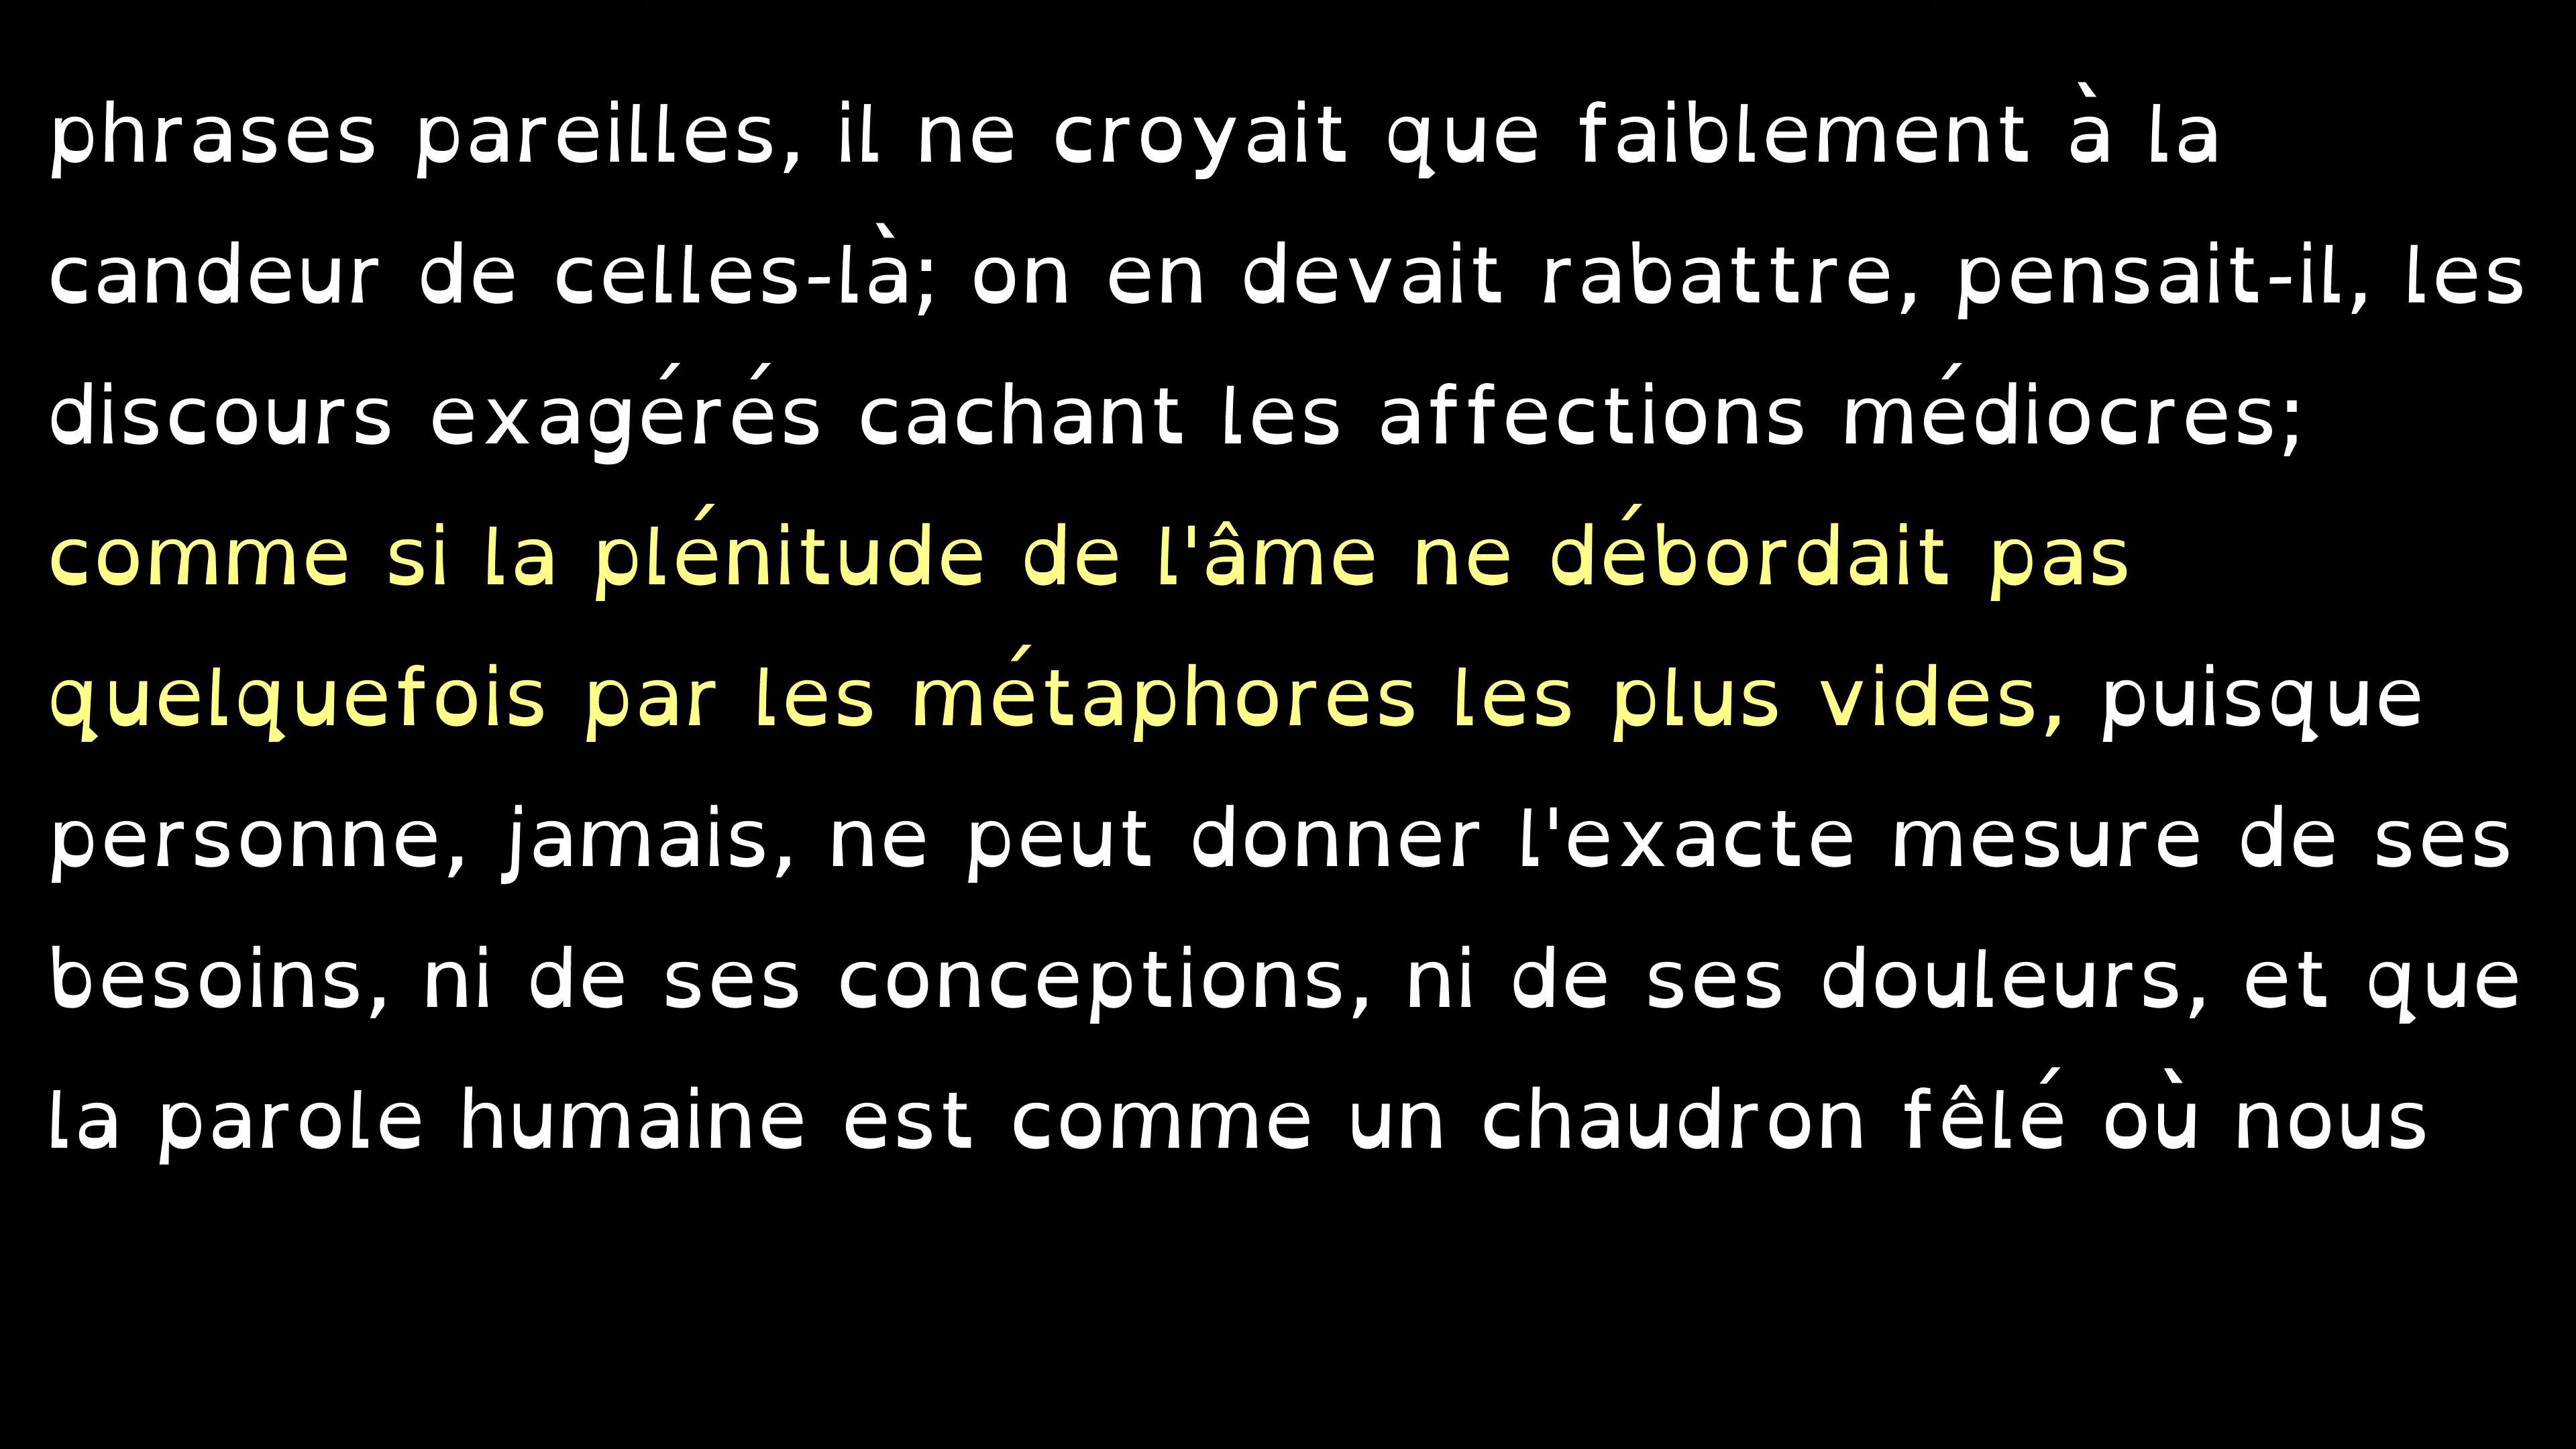 phrases pareilles, il ne croyait que faiblement à la
candeur de celles-là; on en devait rabattre, pensait-il, les
discours exagérés cachant les affections médiocres;
comme si la plénitude de l'âme ne débordait pas
quelquefois par les métaphores les plus vides, puisque
personne, jamais, ne peut donner l'exacte mesure de ses
besoins, ni de ses conceptions, ni de ses douleurs, et que
la parole humaine est comme un chaudron fêlé où nous